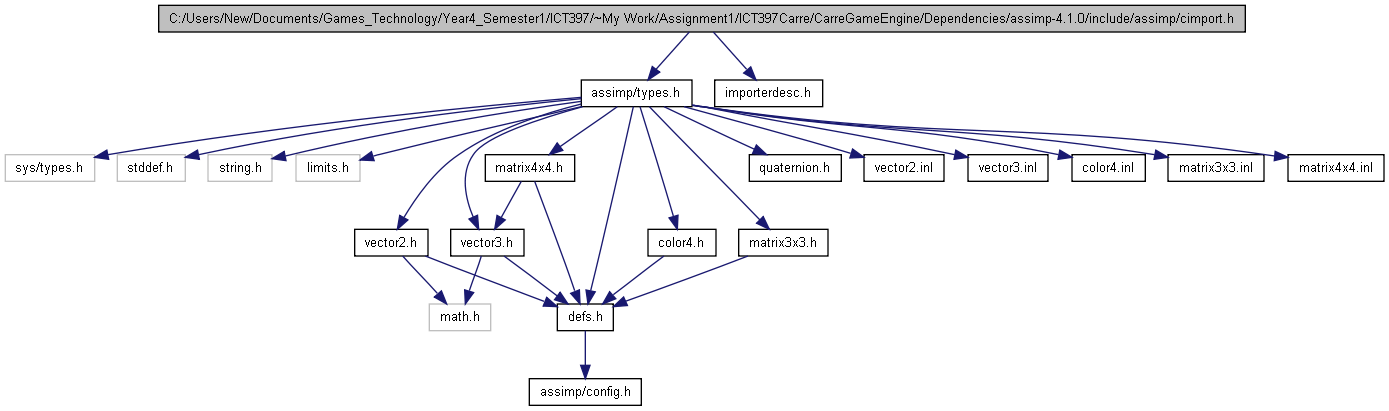 C:/Users/New/Documents/Games_Technology/Year4_Semester1/ICT397/~My Work/Assignment1/ICT397Carre/CarreGameEngine/Dependencies/assimp-4.1.0/include/assimp/cimport.h
assimp/types.h
importerdesc.h
sys/types.h
stddef.h
string.h
limits.h
matrix4x4.h
quaternion.h
vector2.inl
vector3.inl
color4.inl
matrix3x3.inl
matrix4x4.inl
vector2.h
vector3.h
color4.h
matrix3x3.h
math.h
defs.h
assimp/config.h